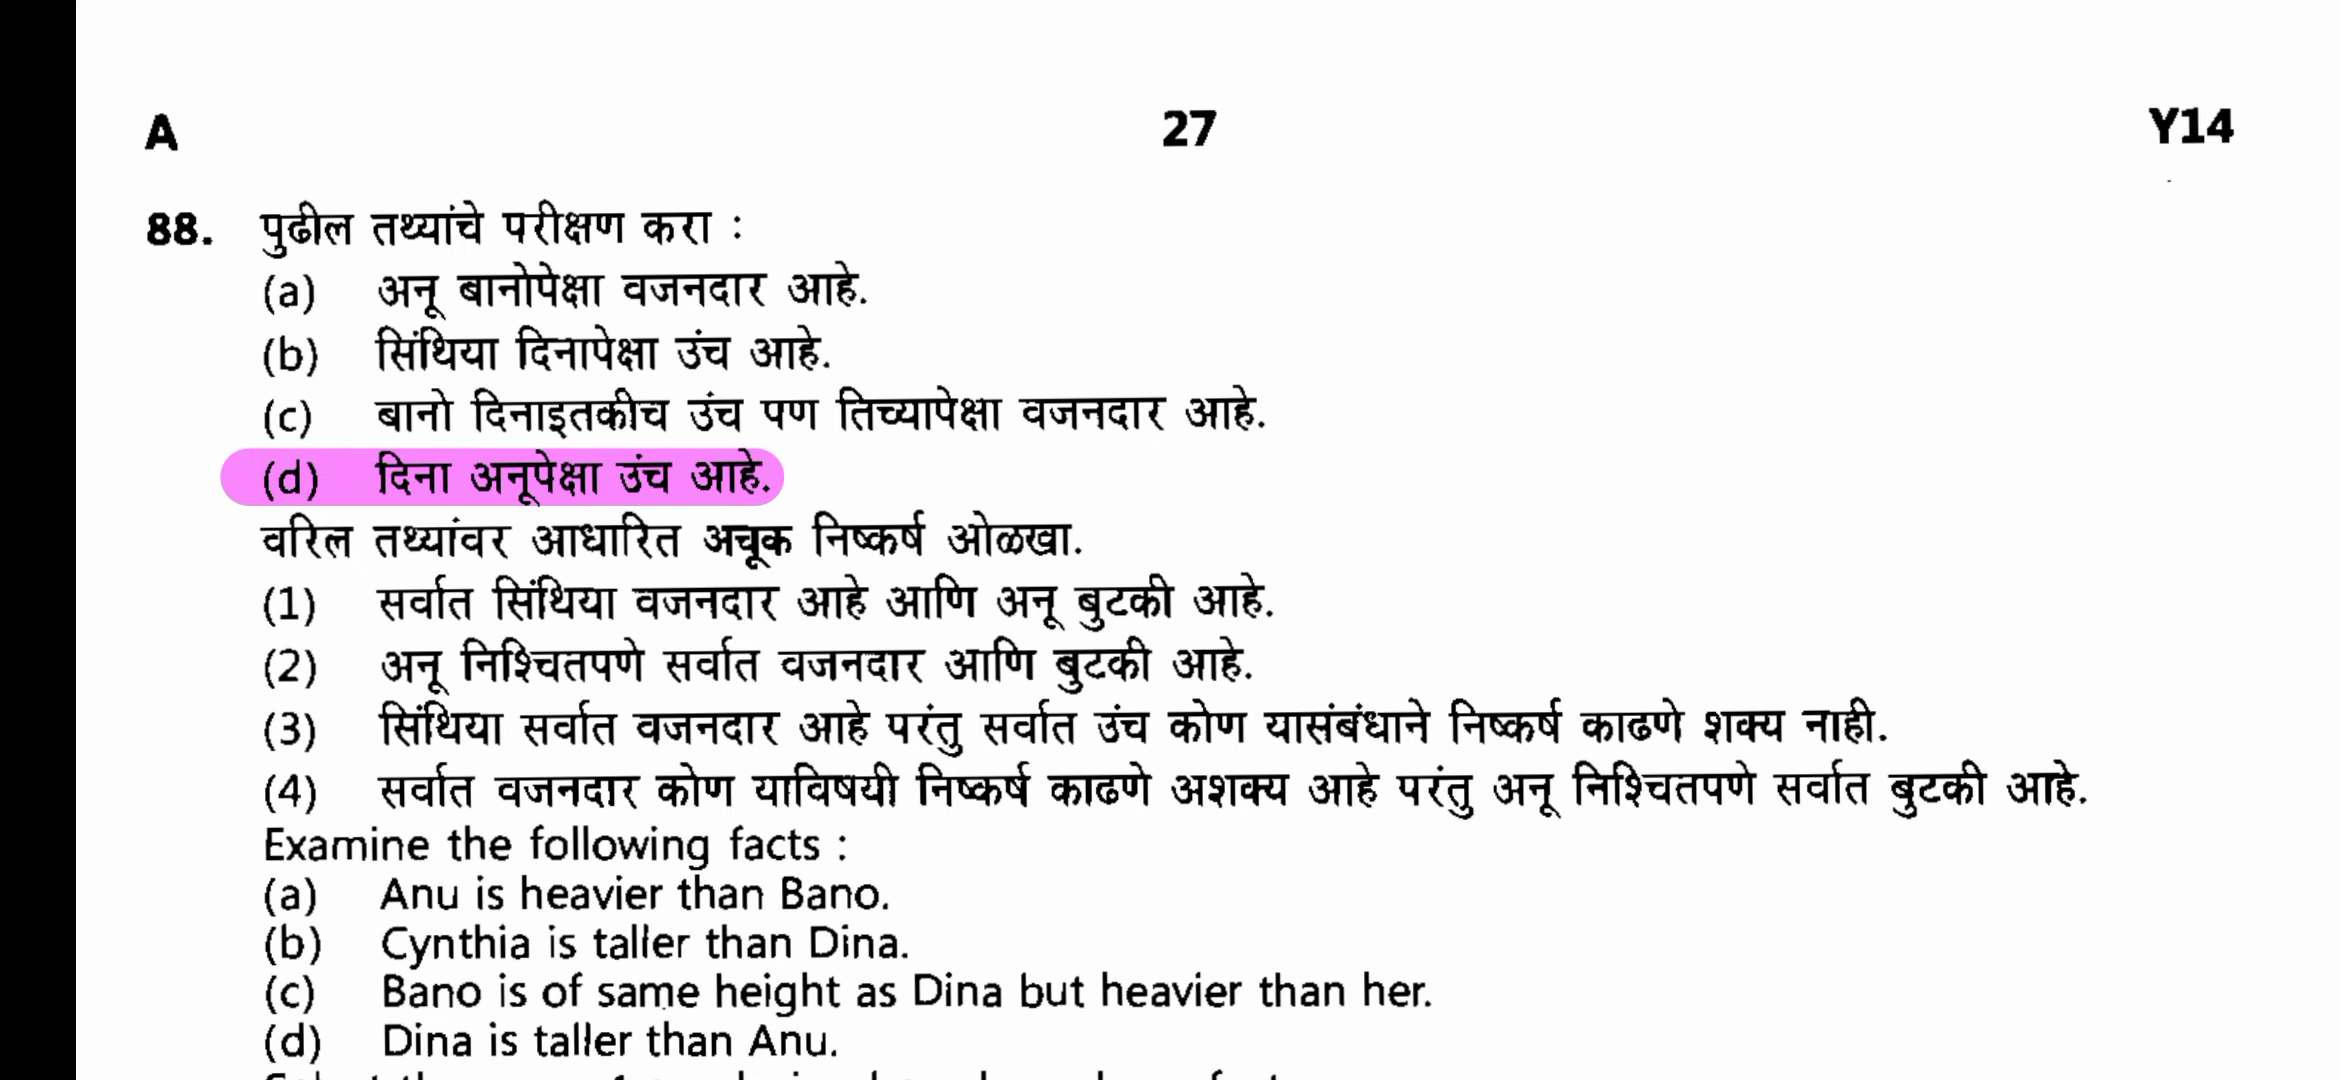 A 27 Y14
88. पुढील तथ्यांचे परीक्षण करा :
(a) अनू बानोपेक्षा वजनदार आहे.
(b) सिंथिया दिनापेक्षा उंच आहे.
(c) बानो दिनाइतकीच उंच पण तिच्यापेक्षा वजनदार आहे.
(d) दिना अनूपेक्षा उंच आहे.
वरिल तथ्यांवर आधारित अचूक निष्कर्ष ओळखा.
(1) सर्वात सिंथिया वजनदार आहे आणि अनू बुटकी आहे.
(2) अनू निश्चितपणे सर्वात वजनदार आणि बुटकी आहे.
(3) सिंथिया सर्वात वजनदार आहे परंतु सर्वात उंच कोण यासंबंधाने निष्कर्ष काढणे शक्य नाही.
(4) सर्वात वजनदार कोण याविषयी निष्कर्ष काढणे अशक्य आहे परंतु अनू निश्चितपणे सर्वात बुटकी आहे.
Examine the following facts :
(a) Anu is heavier than Bano.
(b) Cynthia is taller than Dina.
(c) Bano is of same height as Dina but heavier than her.
(d) Dina is taller than Anu.